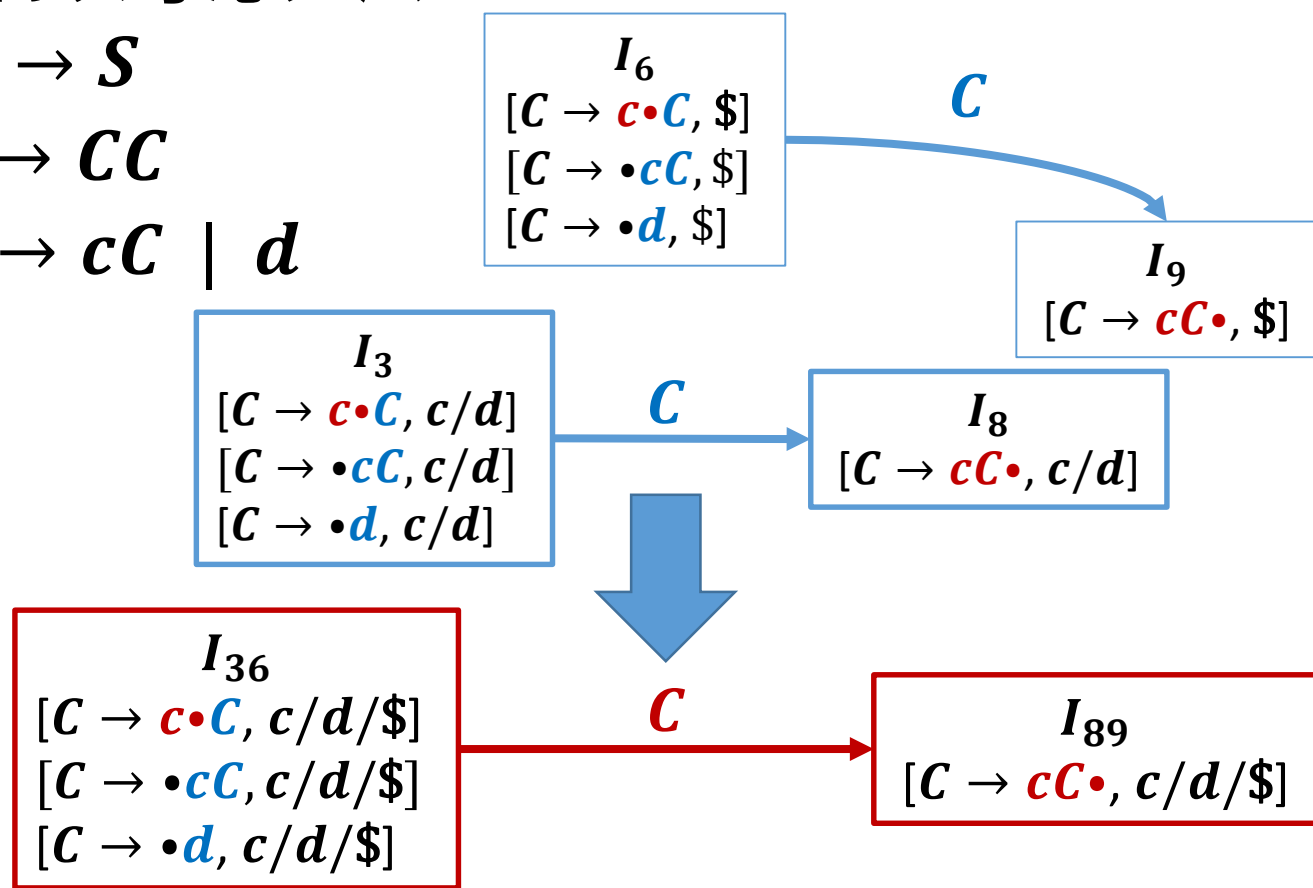 → S
→ CC
→ cC | d
I₆
[C → c•C, $]
[C → •cC, $]
[C → •d, $]
C
I₉
[C → cC•, $]
I₃
[C → c•C, c/d]
[C → •cC, c/d]
[C → •d, c/d]
C
I₈
[C → cC•, c/d]
I₃₆
[C → c•C, c/d/$]
[C → •cC, c/d/$]
[C → •d, c/d/$]
C
I₈₉
[C → cC•, c/d/$]